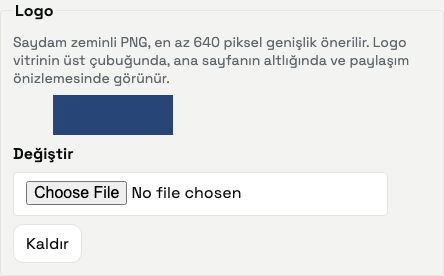 Logo
Saydam zeminli PNG, en az 640 piksel genişlik önerilir. Logo
vitrinin üst çubuğunda, ana sayfanın altlığında ve paylaşım
önizlemesinde görünür.
Değiştir
Choose File No file chosen
Kaldır